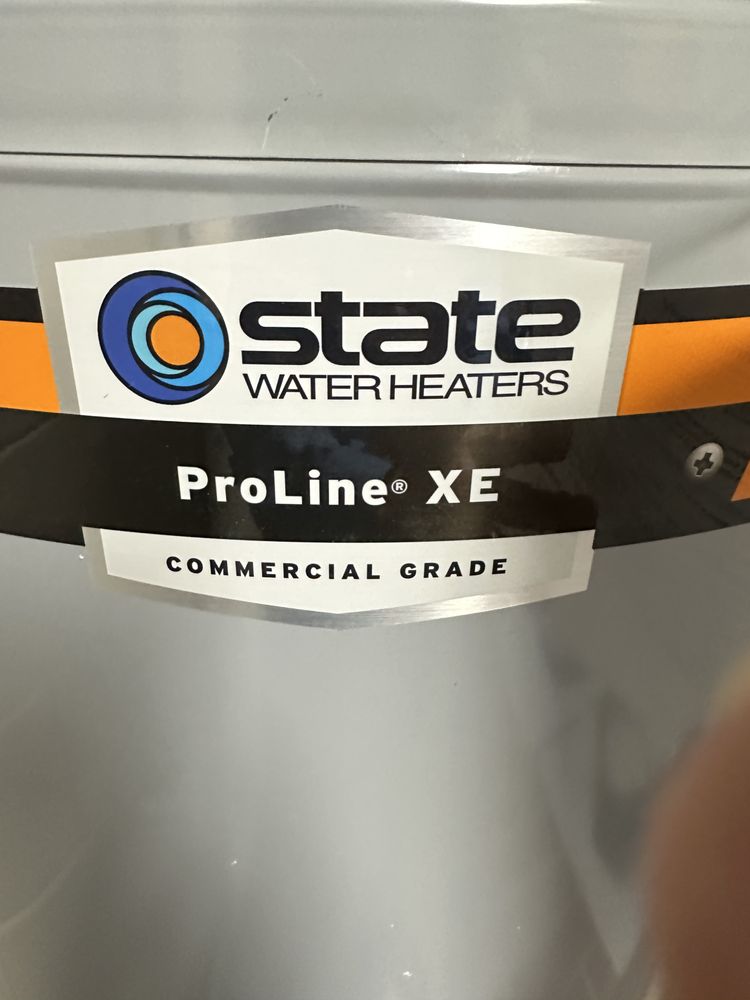 state
WATER HEATERS
ProLine® XE
COMMERCIAL GRADE